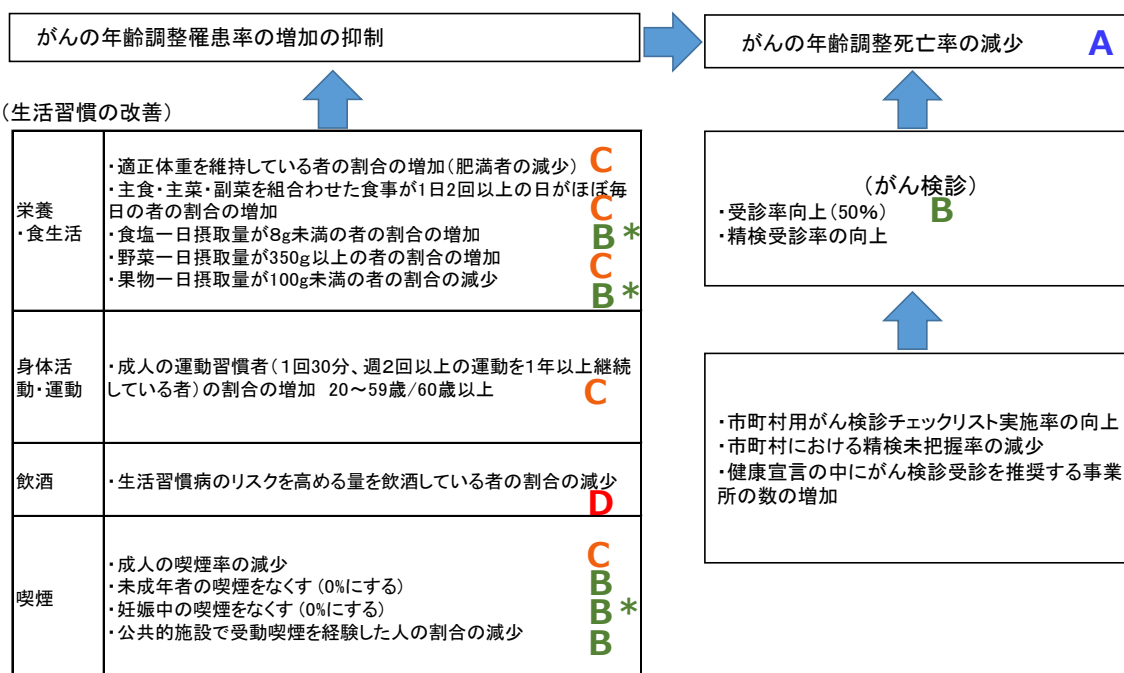 がんの年齢調整罹患率の増加の抑制
がんの年齢調整死亡率の減少 A
(生活習慣の改善)
栄養
・食生活
・適正体重を維持している者の割合の増加(肥満者の減少) C
・主食・主菜・副菜を組合わせた食事が1日2回以上の日がほぼ毎
日の者の割合の増加 C
・食塩一日摂取量が8g未満の者の割合の増加 B*
・野菜一日摂取量が350g以上の者の割合の増加 C
・果物一日摂取量が100g未満の者の割合の減少 B*
身体活
動・運動
・成人の運動習慣者(1回30分、週2回以上の運動を1年以上継続
している者)の割合の増加 20~59歳/60歳以上 C
飲酒
・生活習慣病のリスクを高める量を飲酒している者の割合の減少
D
喫煙
・成人の喫煙率の減少 C
・未成年者の喫煙をなくす(0%にする) B
・妊娠中の喫煙をなくす(0%にする) B*
・公共的施設で受動喫煙を経験した人の割合の減少 B
(がん検診)
・受診率向上(50%) B
・精検受診率の向上
・市町村用がん検診チェックリスト実施率の向上
・市町村における精検未把握率の減少
・健康宣言の中にがん検診受診を推奨する事業
所の数の増加